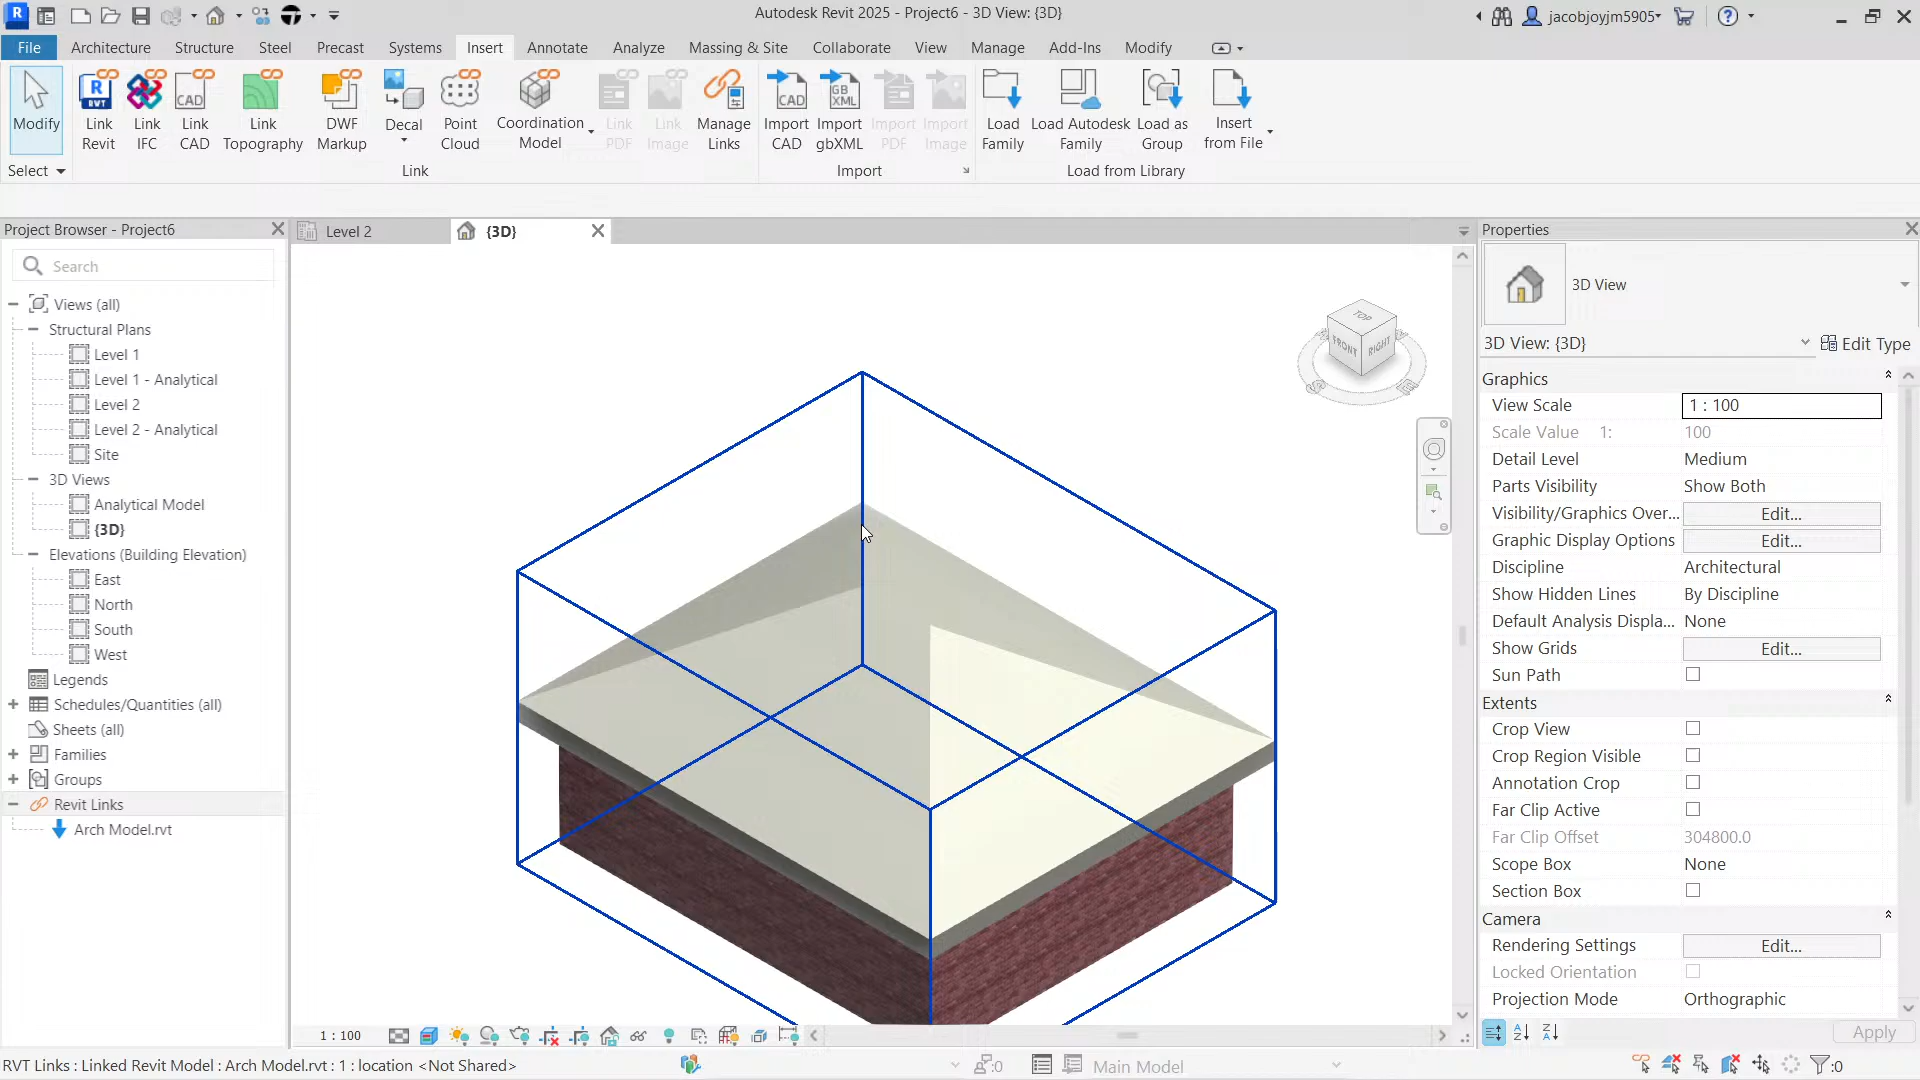 Autodesk Revit 2025 - Project6 - 3D View: {3D}
jacobjoyjm5905
File
Architecture
Structure
Steel
Precast
Systems
Insert
Annotate
Analyze
Massing & Site
Collaborate
View
Manage
Add-Ins
Modify
Modify
Link Revit
Link IFC
Link CAD
Link Topography
DWF Markup
Decal
Point Cloud
Coordination Model
Link PDF
Link Image
Manage Links
Import CAD
Import gbXML
Import PDF
Import Image
Load Family
Load Autodesk Family
Load as Group
Insert from File
Select
Link
Import
Load from Library
Project Browser - Project6
Search
Views (all)
Structural Plans
Level 1
Level 1 - Analytical
Level 2
Level 2 - Analytical
Site
3D Views
Analytical Model
{3D}
Elevations (Building Elevation)
East
North
South
West
Legends
Schedules/Quantities (all)
Sheets (all)
Families
Groups
Revit Links
Arch Model.rvt
Level 2
{3D}
TOP
FRONT
RIGHT
Properties
3D View
3D View: {3D}
Edit Type
Graphics
View Scale
1 : 100
Scale Value 1:
100
Detail Level
Medium
Parts Visibility
Show Both
Visibility/Graphics Over...
Edit...
Graphic Display Options
Edit...
Discipline
Architectural
Show Hidden Lines
By Discipline
Default Analysis Displa...
None
Show Grids
Edit...
Sun Path
Extents
Crop View
Crop Region Visible
Annotation Crop
Far Clip Active
Far Clip Offset
304800.0
Scope Box
None
Section Box
Camera
Rendering Settings
Edit...
Locked Orientation
Projection Mode
Orthographic
Apply
1 : 100
RVT Links : Linked Revit Model : Arch Model.rvt : 1 : location <Not Shared>
:0
Main Model
:0